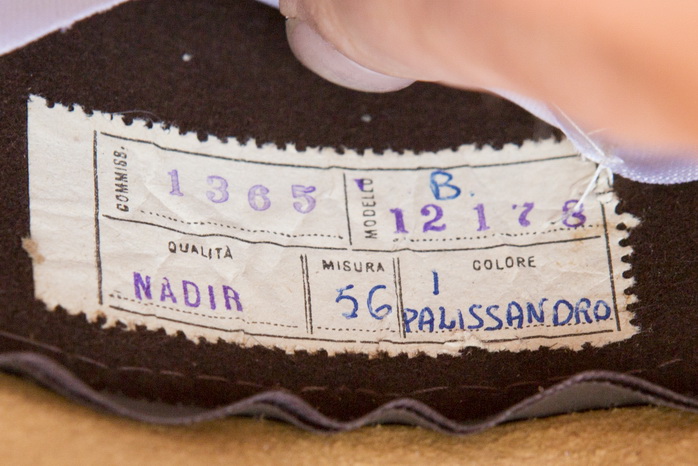 COMMISS. 1365
MODELLO B. 12178
QUALITÀ
NADIR
MISURA
56
COLORE
1
PALISSANDRO